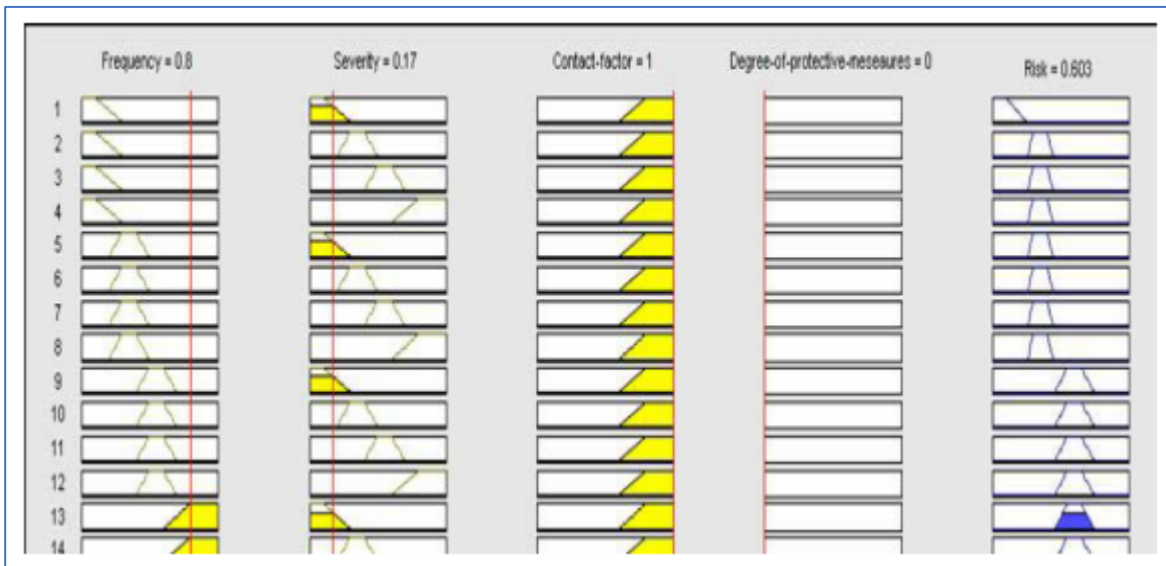 Frequency = 0.8
Severity = 0.17
Contact-factor = 1
Degree-of-protective-meseaures = 0
Risk = 0.603
1
2
3
4
5
6
7
8
9
10
11
12
13
14